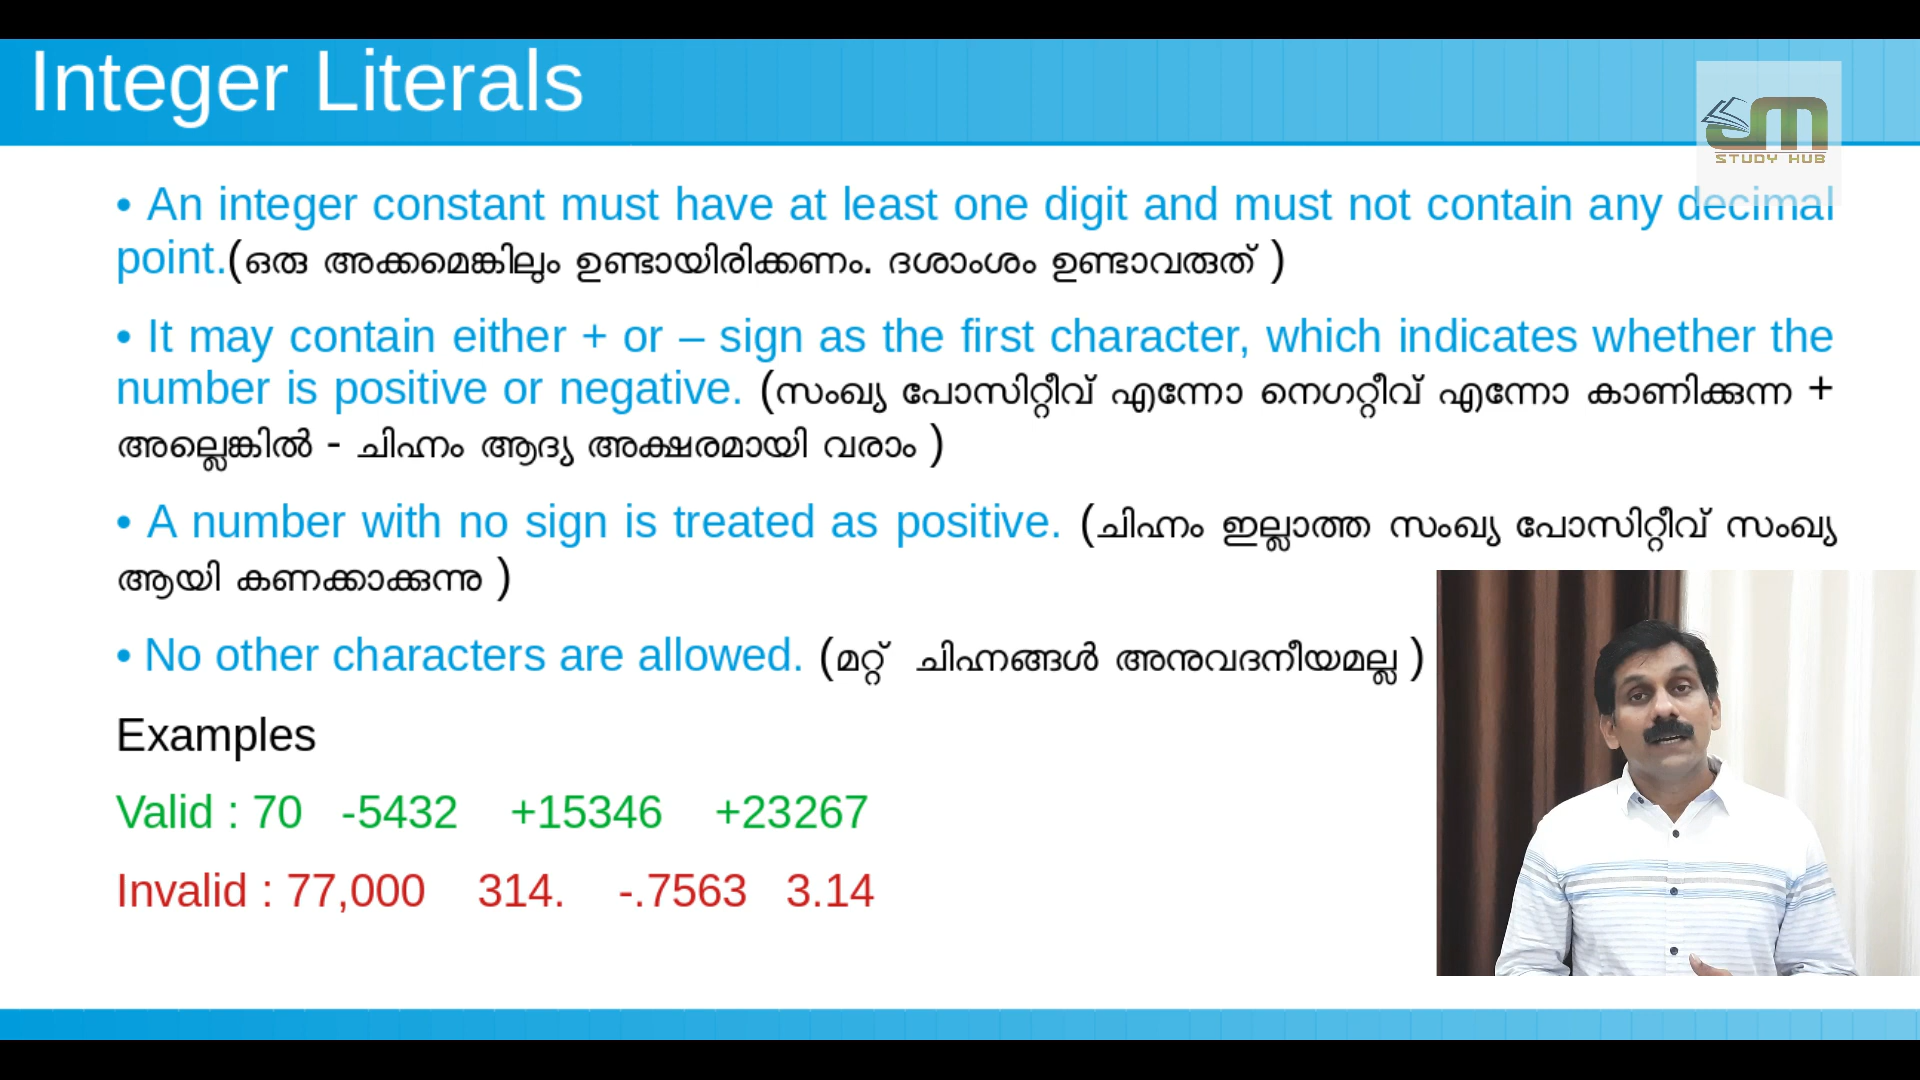 Integer Literals
JM
STUDY HUB
• An integer constant must have at least one digit and must not contain any decimal
point.(ഒരു അക്കമെങ്കിലും ഉണ്ടായിരിക്കണം. ദശാംശം ഉണ്ടാവരുത് )
• It may contain either + or – sign as the first character, which indicates whether the
number is positive or negative. (സംഖ്യ പോസിറ്റീവ് എന്നോ നെഗറ്റീവ് എന്നോ കാണിക്കുന്ന +
അല്ലെങ്കിൽ - ചിഹ്നം ആദ്യ അക്ഷരമായി വരാം )
• A number with no sign is treated as positive. (ചിഹ്നം ഇല്ലാത്ത സംഖ്യ പോസിറ്റീവ് സംഖ്യ
ആയി കണക്കാക്കുന്നു )
• No other characters are allowed. (മറ്റ് ചിഹ്നങ്ങൾ അനുവദനീയമല്ല )
Examples
Valid : 70 -5432 +15346 +23267
Invalid : 77,000 314. -.7563 3.14